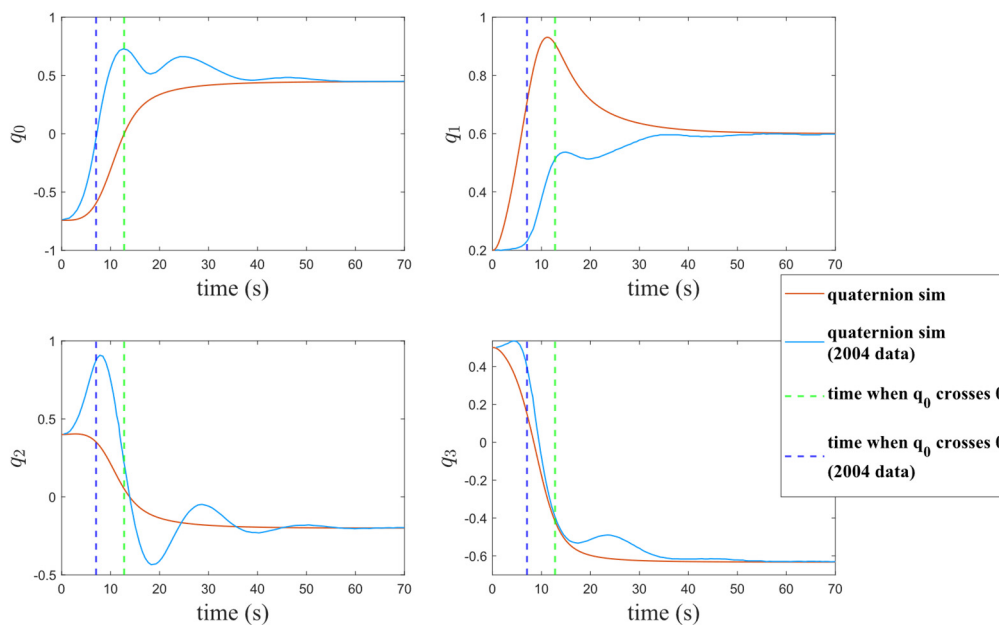 1
0.5
0
-0.5
-1
q0
0 10 20 30 40 50 60 70
time (s)
1
0.8
0.6
0.4
0.2
q1
0 10 20 30 40 50 60 70
time (s)
1
0.5
0
-0.5
q2
0 10 20 30 40 50 60 70
time (s)
0.4
0.2
0
-0.2
-0.4
-0.6
q3
0 10 20 30 40 50 60 70
time (s)
quaternion sim
quaternion sim
(2004 data)
time when q0 crosses 0
time when q0 crosses 0
(2004 data)